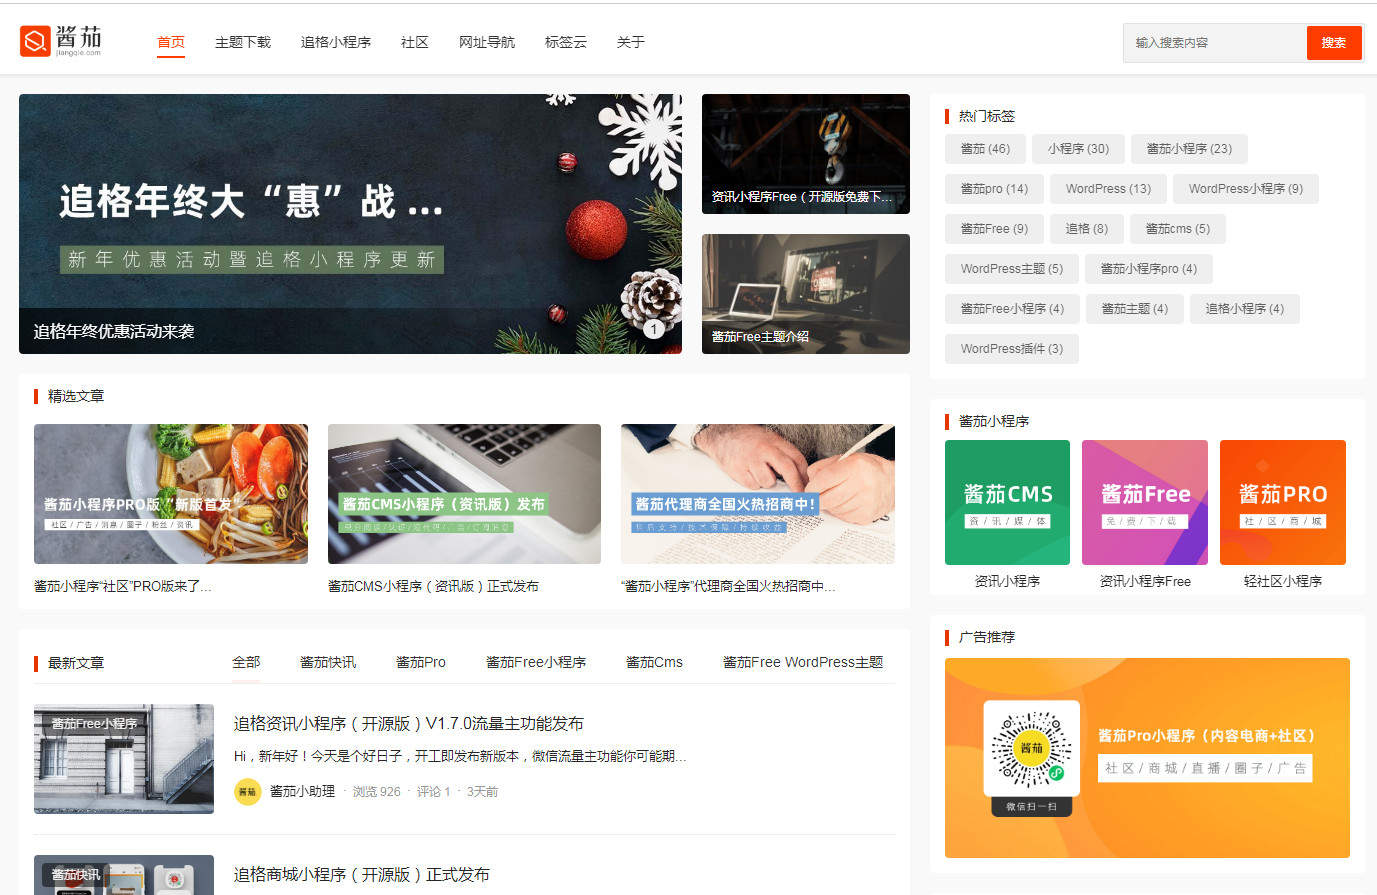 酱茄
jiangqie.com
首页 主题下载 追格小程序 社区 网址导航 标签云 关于
输入搜索内容 搜索
追格年终大“惠”战 ...
新年优惠活动暨追格小程序更新
追格年终优惠活动来袭
1
资讯小程序Free（开源版免费下...
酱茄Free主题介绍
精选文章
酱茄小程序PRO版“新版首发”
社区 / 广告 / 消息 / 圈子 / 粉丝 / 资讯
酱茄小程序“社区”PRO版来了...
酱茄CMS小程序（资讯版）发布
酱茄CMS小程序（资讯版）正式发布
酱茄代理商全国火热招商中!
售后支持 / 技术保障 / 持续收益
“酱茄小程序”代理商全国火热招商中...
最新文章 全部 酱茄快讯 酱茄Pro 酱茄Free小程序 酱茄Cms 酱茄Free WordPress主题
酱茄Free小程序
追格资讯小程序（开源版）V1.7.0流量主功能发布
Hi，新年好！今天是个好日子，开工即发布新版本，微信流量主功能你可能期...
酱茄
酱茄小助理 · 浏览 926 · 评论 1 · 3天前
酱茄快讯
追格商城小程序（开源版）正式发布
热门标签
酱茄 (46) 小程序 (30) 酱茄小程序 (23)
酱茄pro (14) WordPress (13) WordPress小程序 (9)
酱茄Free (9) 追格 (8) 酱茄cms (5)
WordPress主题 (5) 酱茄小程序pro (4)
酱茄Free小程序 (4) 酱茄主题 (4) 追格小程序 (4)
WordPress插件 (3)
酱茄小程序
酱茄CMS
资 / 讯 / 媒 / 体
资讯小程序
酱茄Free
免 / 费 / 下 / 载
资讯小程序Free
酱茄PRO
社 / 区 / 商 / 城
轻社区小程序
广告推荐
酱茄
微信扫一扫
酱茄Pro小程序（内容电商+社区）
社区 / 商城 / 直播 / 圈子 / 广告